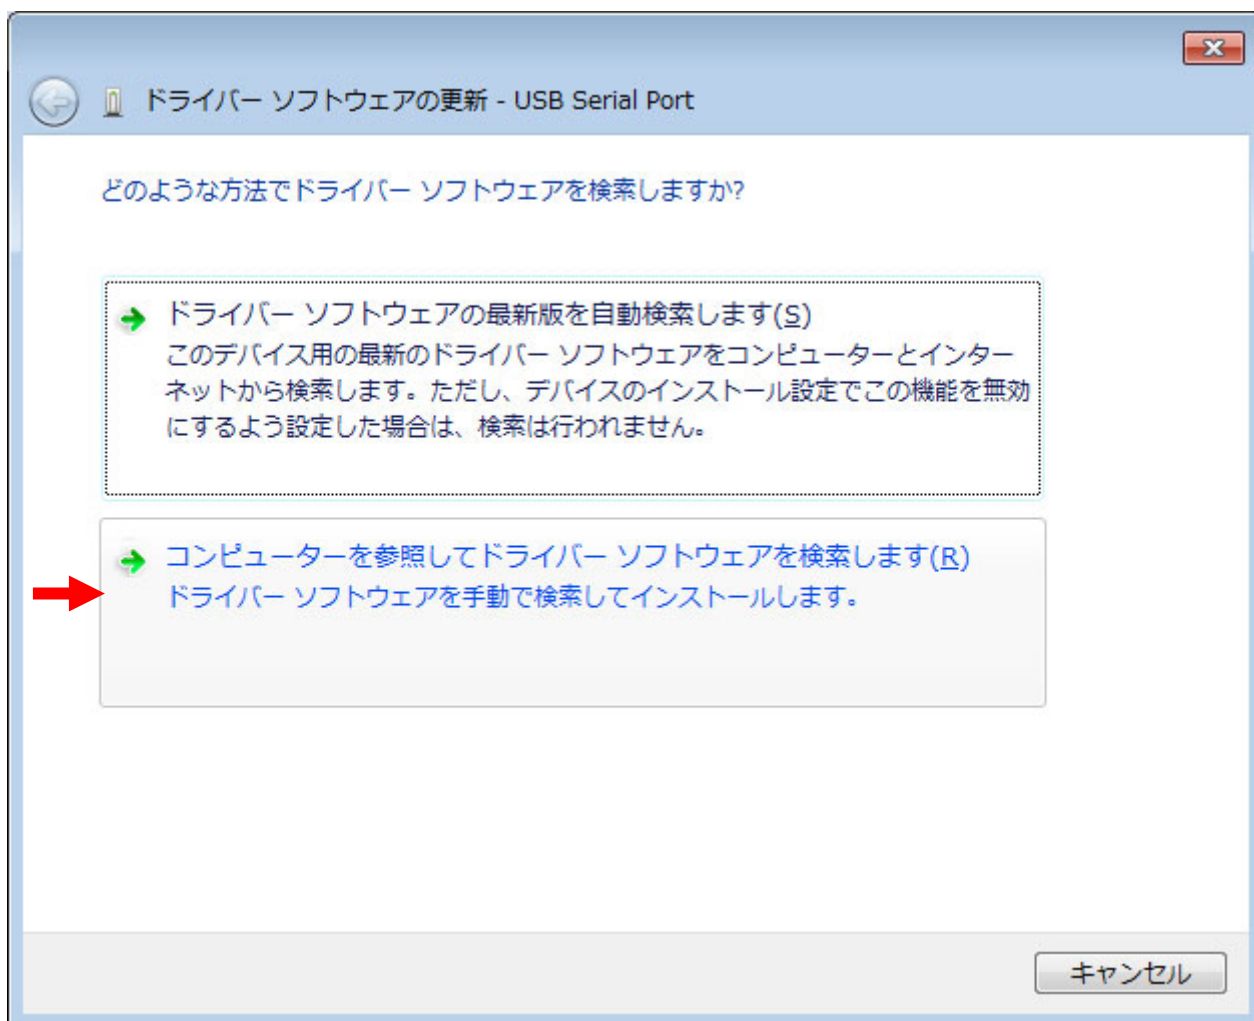 ドライバー ソフトウェアの更新 - USB Serial Port
どのような方法でドライバー ソフトウェアを検索しますか?
ドライバー ソフトウェアの最新版を自動検索します(S)
このデバイス用の最新のドライバー ソフトウェアをコンピューターとインター
ネットから検索します。ただし、デバイスのインストール設定でこの機能を無効
にするよう設定した場合は、検索は行われません。
コンピューターを参照してドライバー ソフトウェアを検索します(R)
ドライバー ソフトウェアを手動で検索してインストールします。
キャンセル